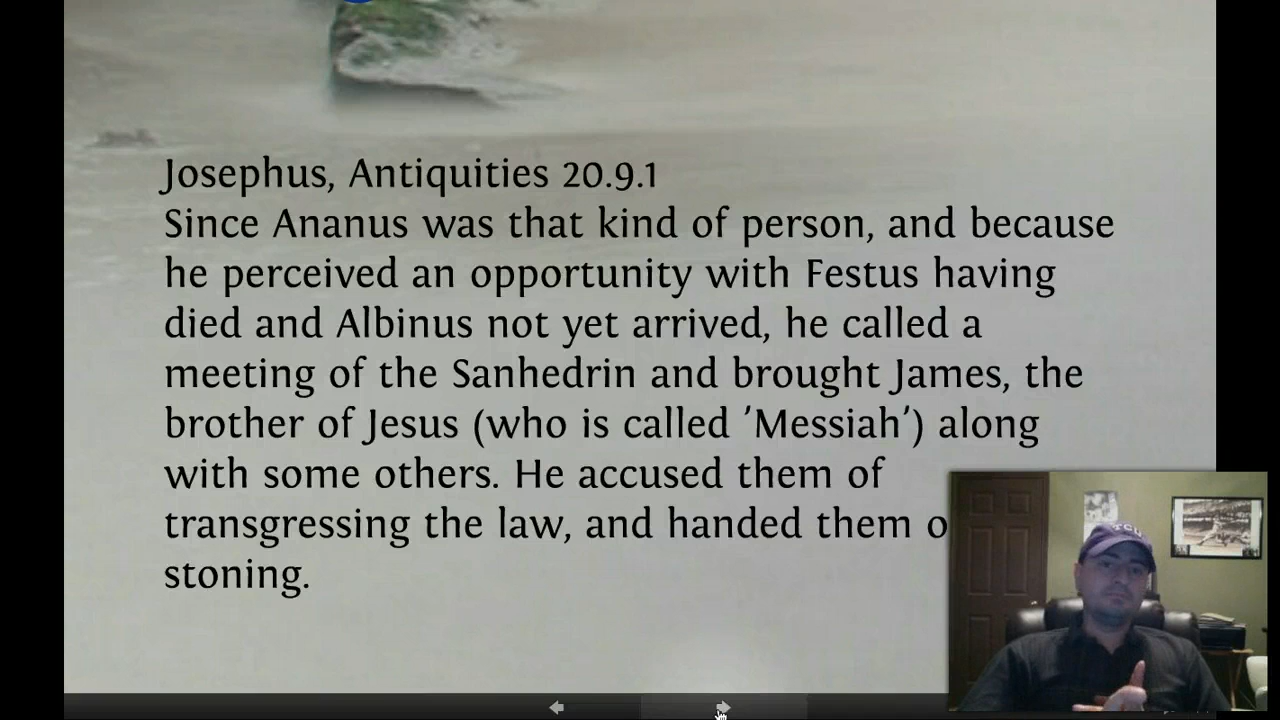 Josephus, Antiquities 20.9.1
Since Ananus was that kind of person, and because
he perceived an opportunity with Festus having
died and Albinus not yet arrived, he called a
meeting of the Sanhedrin and brought James, the
brother of Jesus (who is called 'Messiah') along
with some others. He accused them of
transgressing the law, and handed them o
stoning.
TCU